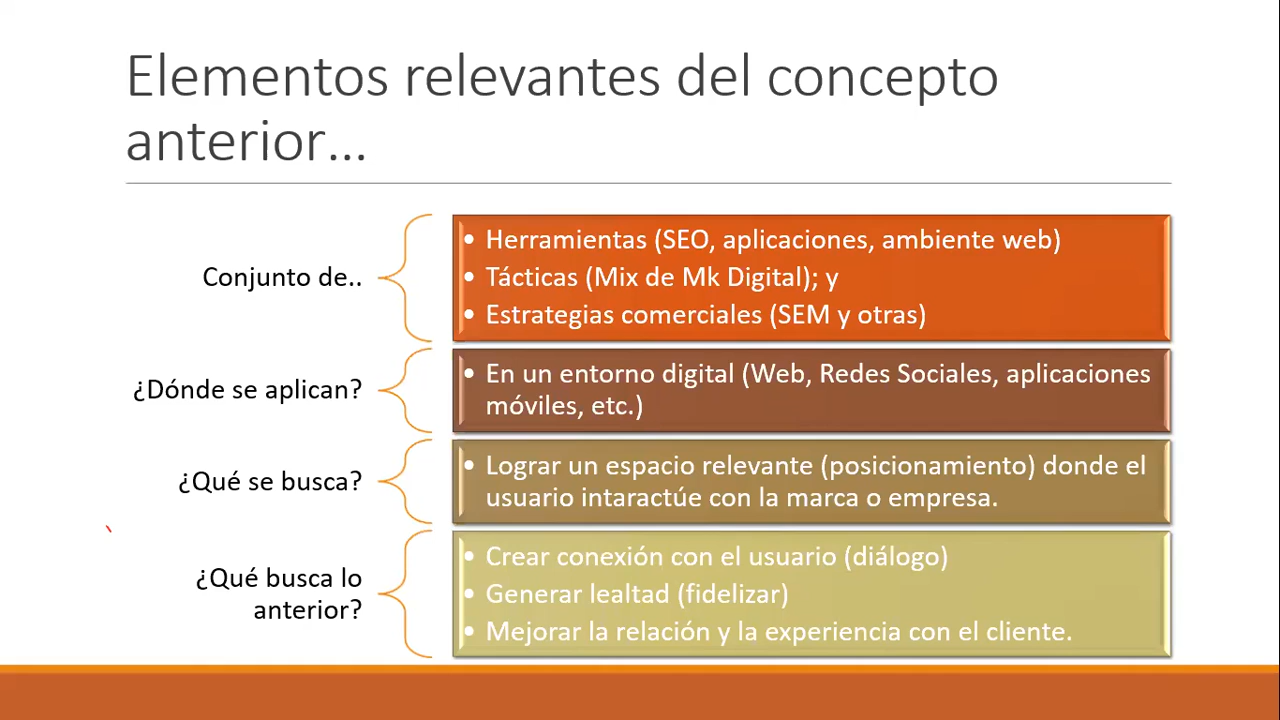 Elementos relevantes del concepto
anterior...
Conjunto de..
• Herramientas (SEO, aplicaciones, ambiente web)
• Tácticas (Mix de Mk Digital); y
• Estrategias comerciales (SEM y otras)
¿Dónde se aplican?
• En un entorno digital (Web, Redes Sociales, aplicaciones
móviles, etc.)
¿Qué se busca?
• Lograr un espacio relevante (posicionamiento) donde el
usuario intaractúe con la marca o empresa.
¿Qué busca lo
anterior?
• Crear conexión con el usuario (diálogo)
• Generar lealtad (fidelizar)
• Mejorar la relación y la experiencia con el cliente.